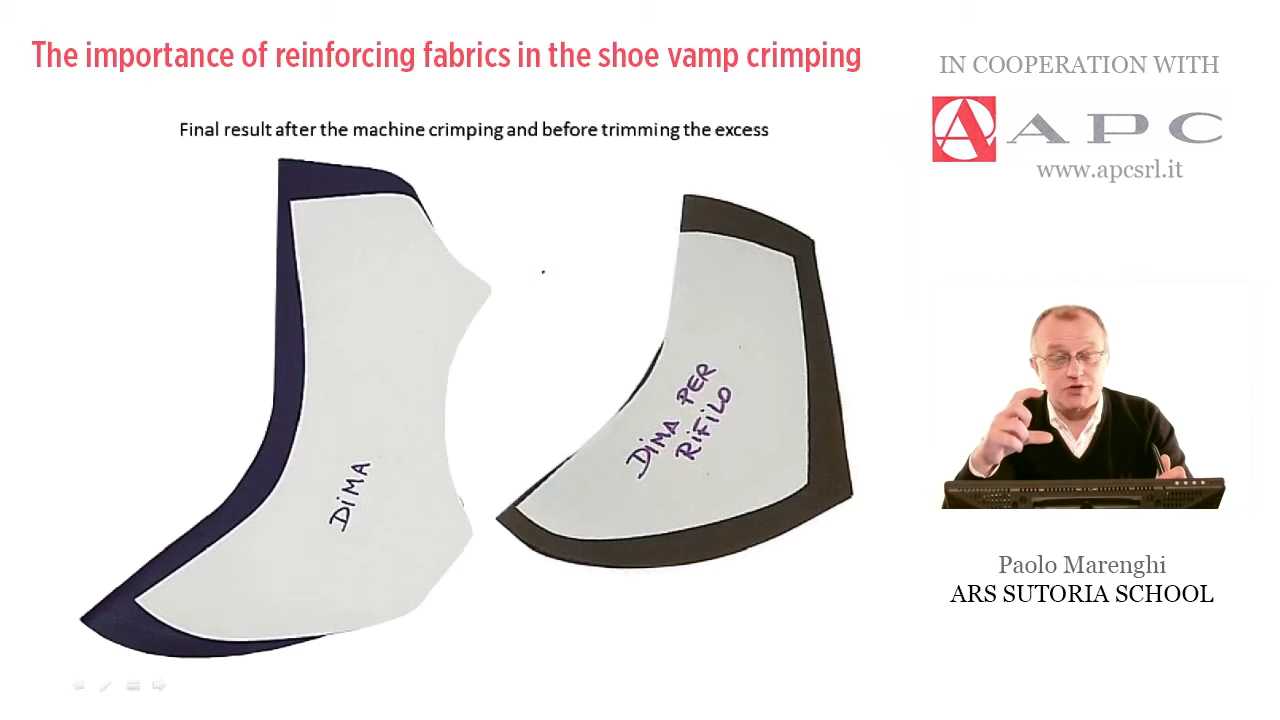 The importance of reinforcing fabrics in the shoe vamp crimping
IN COOPERATION WITH
APC
www.apcsrl.it
Final result after the machine crimping and before trimming the excess
DiMA
DiMA PER
RiFiLO
Paolo Marenghi
ARS SUTORIA SCHOOL